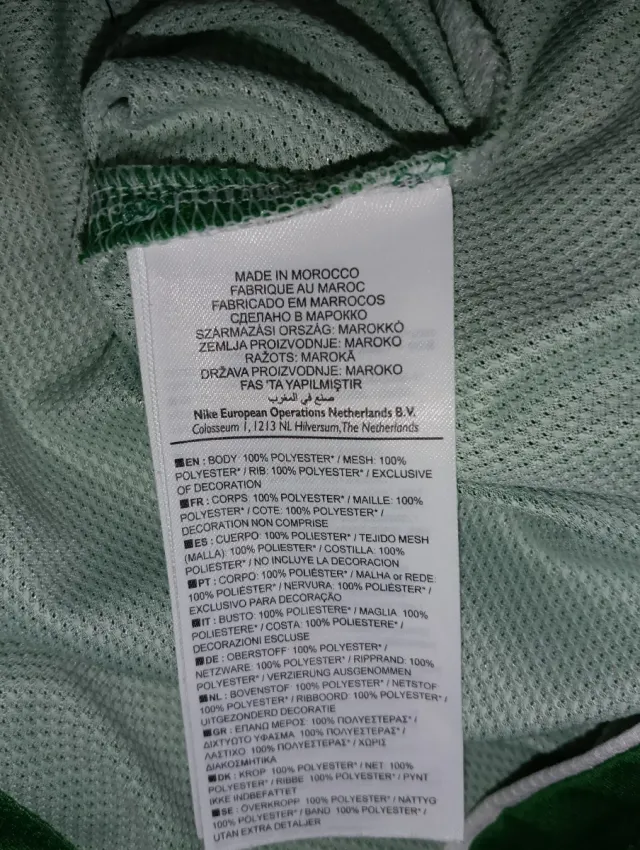 MADE IN MOROCCO
FABRIQUE AU MAROC
FABRICADO EM MARROCOS
СДЕЛАНО В МАРОККО
SZÁRMAZÁSI ORSZÁG: MAROKKÓ
ZEMLJA PROIZVODNJE: MAROKO
RAŽOTS: MAROKĀ
DRŽAVA PROIZVODNJE: MAROKO
FAS 'TA YAPILMIŞTIR
صنع في المغرب
Nike European Operations Netherlands B.V.
Colosseum 1, 1213 NL Hilversum, The Netherlands
EN : BODY: 100% POLYESTER* / MESH: 100%
POLYESTER* / RIB: 100% POLYESTER* / EXCLUSIVE
OF DECORATION
FR : CORPS: 100% POLYESTER* / MAILLE: 100%
POLYESTER* / COTE: 100% POLYESTER* /
DECORATION NON COMPRISE
ES : CUERPO: 100% POLIESTER* / TEJIDO MESH
(MALLA): 100% POLIESTER* / COSTILLA: 100%
POLIESTER* / NO INCLUYE LA DECORACION
PT : CORPO: 100% POLIÉSTER* / MALHA or REDE:
100% POLIÉSTER* / NERVURA: 100% POLIÉSTER* /
EXCLUSIVO PARA DECORAÇÃO
IT : BUSTO: 100% POLIESTERE* / MAGLIA: 100%
POLIESTERE* / COSTA: 100% POLIESTERE* /
DECORAZIONI ESCLUSE
DE : OBERSTOFF: 100% POLYESTER* /
NETZWARE: 100% POLYESTER* / RIPPRAND: 100%
POLYESTER* / VERZIERUNG AUSGENOMMEN
NL : BOVENSTOF: 100% POLYESTER* / NETSTOF:
100% POLYESTER* / RIBBOORD: 100% POLYESTER* /
UITGEZONDERD DECORATIE
GR : ΕΠΑΝΩ ΜΕΡΟΣ: 100% ΠΟΛΥΕΣΤΕΡΑΣ* /
ΔΙΧΤΥΩΤΟ ΥΦΑΣΜΑ: 100% ΠΟΛΥΕΣΤΕΡΑΣ* /
ΛΑΣΤΙΧΟ: 100% ΠΟΛΥΕΣΤΕΡΑΣ* / ΧΩΡΙΣ
ΔΙΑΚΟΣΜΗΤΙΚΑ
DK : KROP: 100% POLYESTER* / NET: 100%
POLYESTER* / RIBBE: 100% POLYESTER* / PYNT
IKKE INDBEFATTET
SE : OVERKROPP: 100% POLYESTER* / NÄTTYG:
100% POLYESTER* / BAND: 100% POLYESTER* /
UTAN EXTRA DETALJER